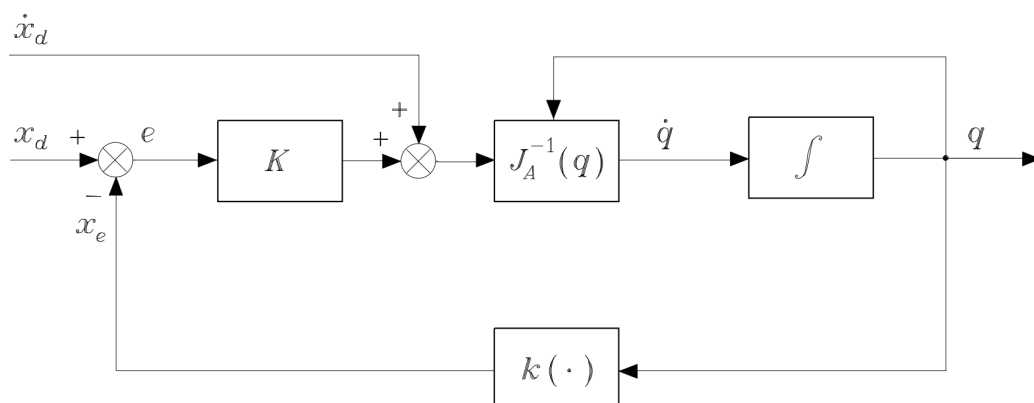 ẋ_d
x_d + e K + + J_A^{-1}(q) q̇ ∫ q
−
x_e
k(·)